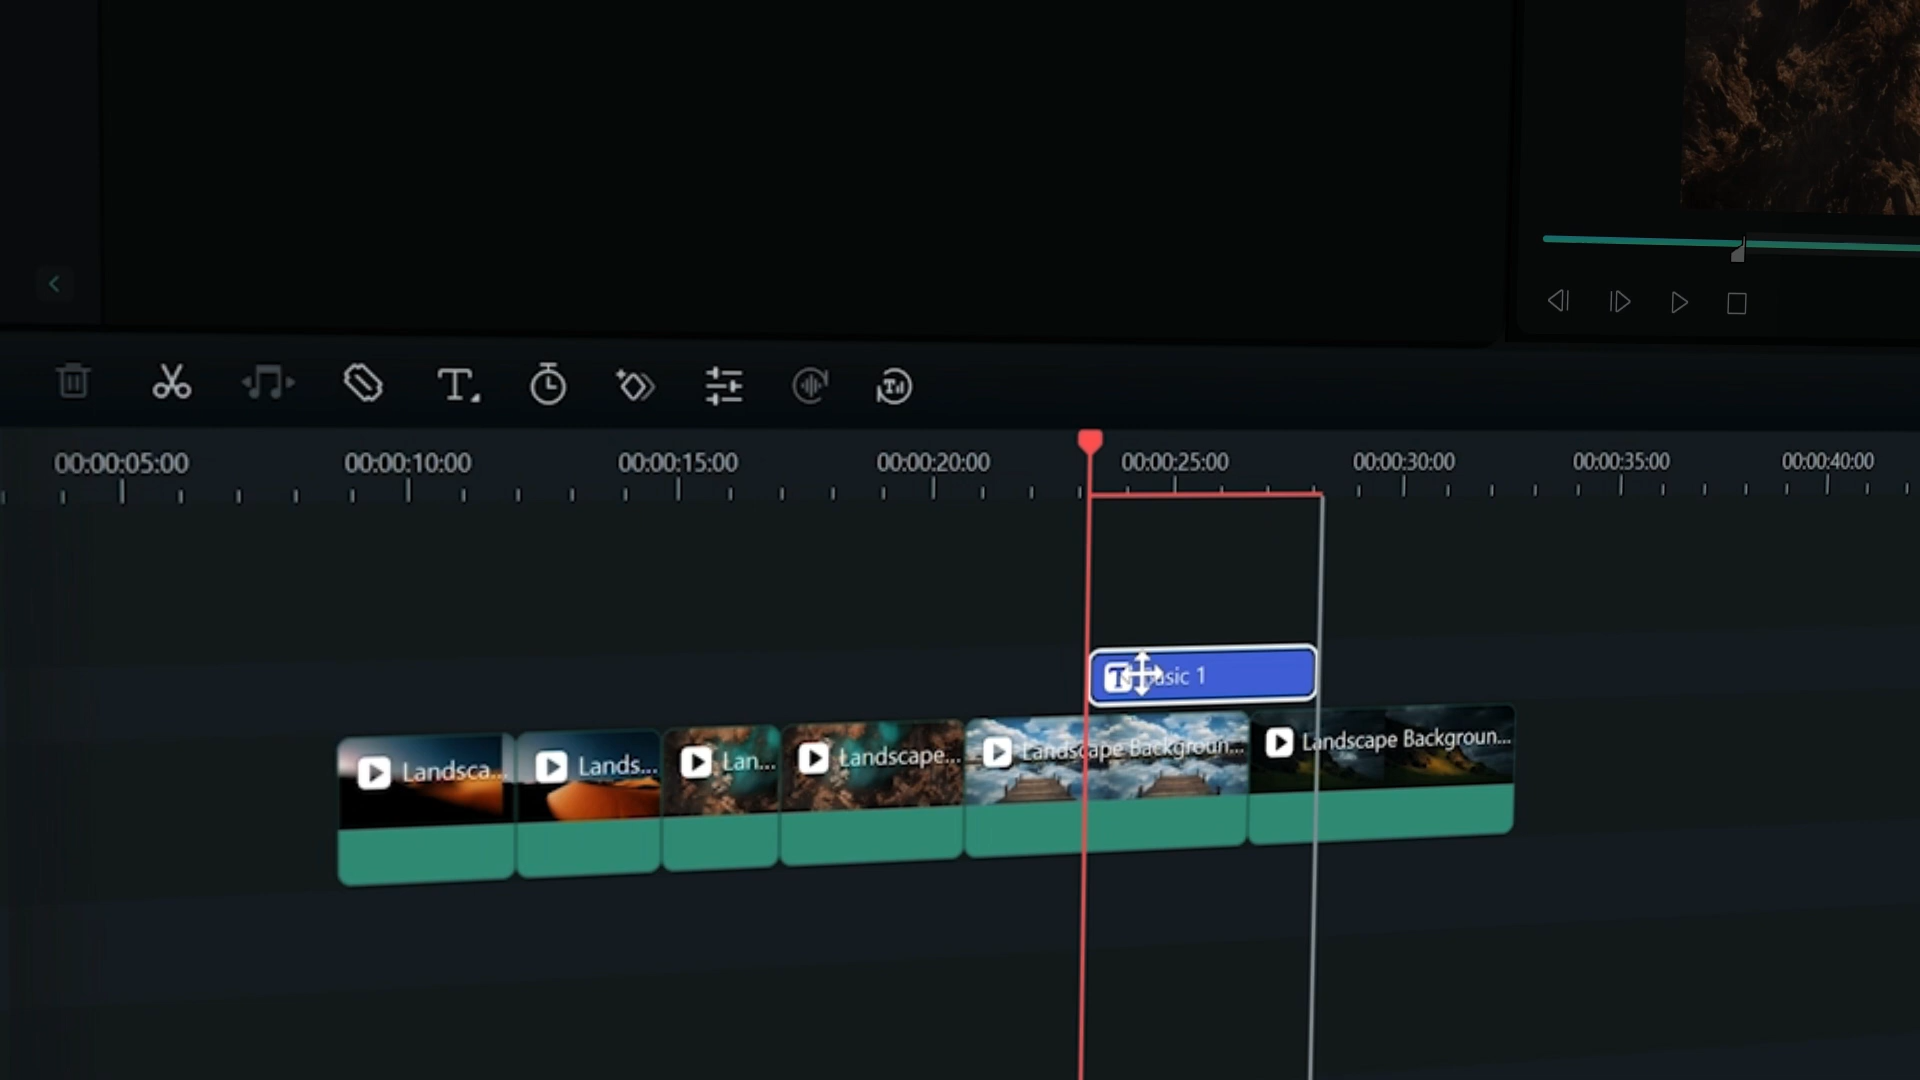 00:00:05:00 00:00:10:00 00:00:15:00 00:00:20:00 00:00:25:00 00:00:30:00 00:00:35:00 00:00:40:00
asic 1
Landsca... Lands... Lan... Landscape... Landscape Backgroun... Landscape Backgroun...